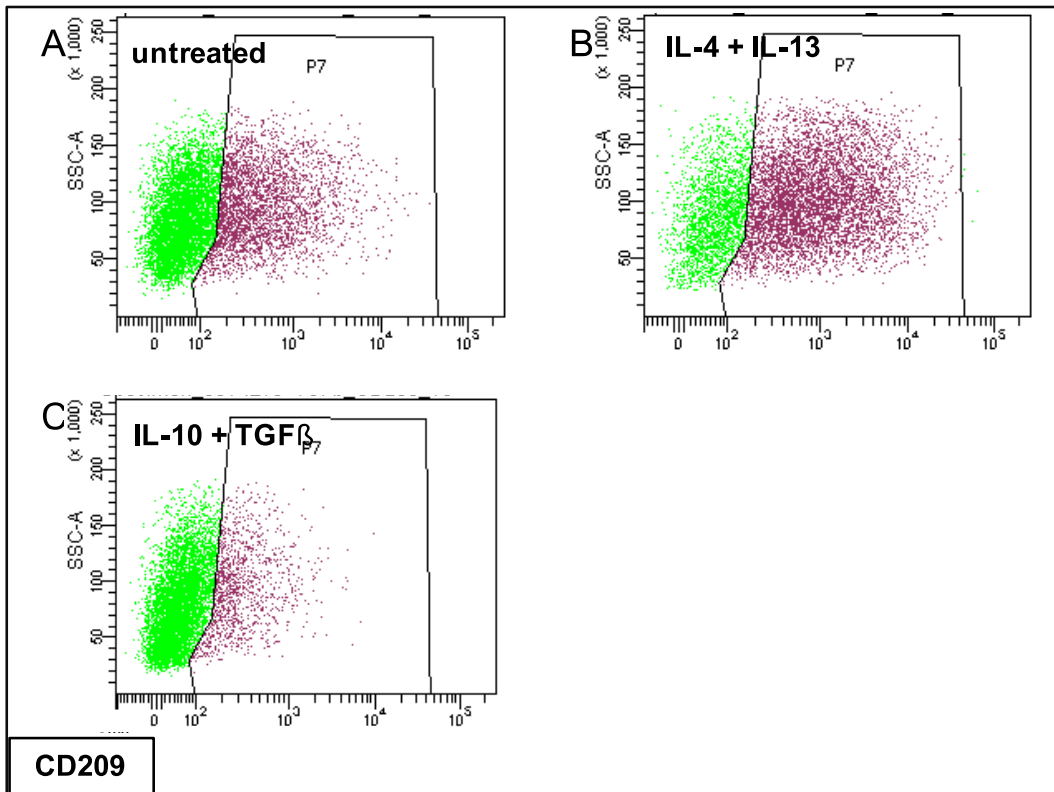 A
untreated
P7
(x 1,000)
SSC-A
250
200
150
100
50
0 10² 10³ 10⁴ 10⁵
B
IL-4 + IL-13
P7
(x 1,000)
SSC-A
250
200
150
100
50
0 10² 10³ 10⁴ 10⁵
C
IL-10 + TGFß
P7
(x 1,000)
SSC-A
250
200
150
100
50
0 10² 10³ 10⁴ 10⁵
CD209